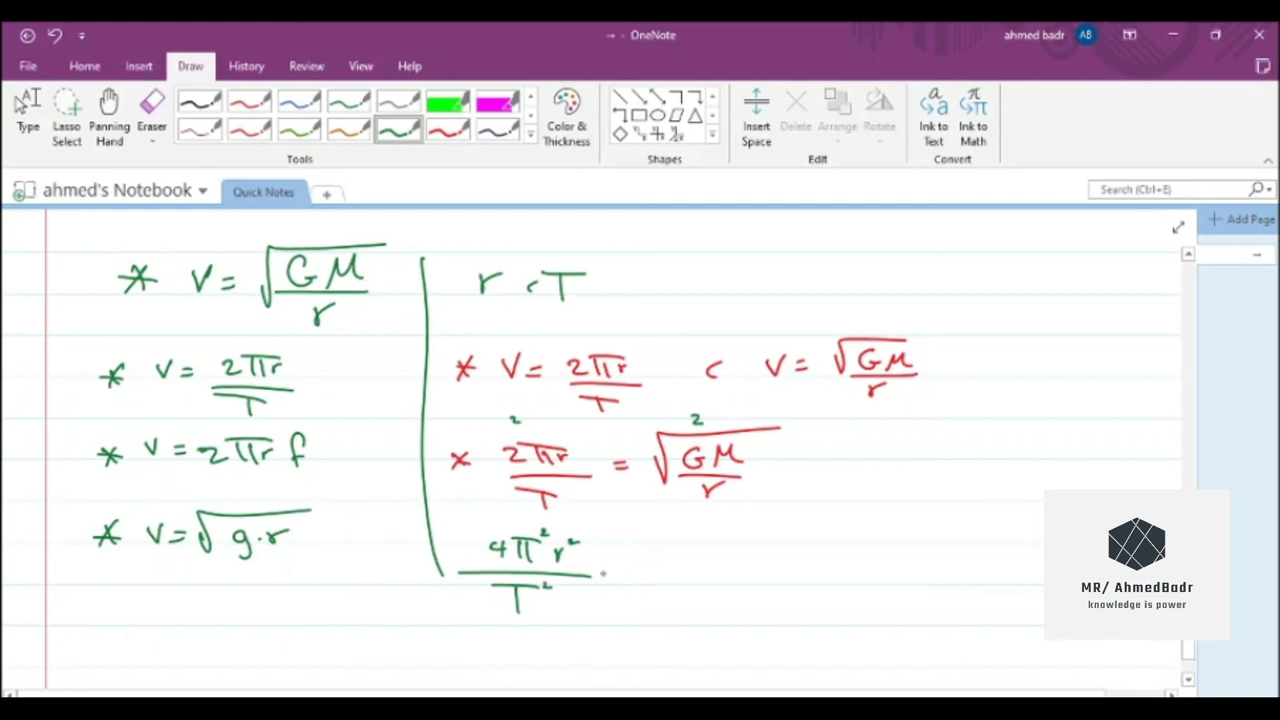 → - OneNote
ahmed badr AB
File Home Insert Draw History Review View Help
Type Lasso Select Panning Hand Eraser Color & Thickness Insert Space Delete Arrange Rotate Ink to Text Ink to Math
Tools Shapes Edit Convert
ahmed's Notebook Quick Notes Search (Ctrl+E)
Add Page
* V = √(GM/r)
* V = 2πr/T
* V = 2πr f
* V = √(g.r)
r ‹ T
* V = 2πr/T ‹ V = √(GM/r)
2 2
* 2πr/T = √(GM/r)
4π²r²/T²
MR/ AhmedBadr
knowledge is power